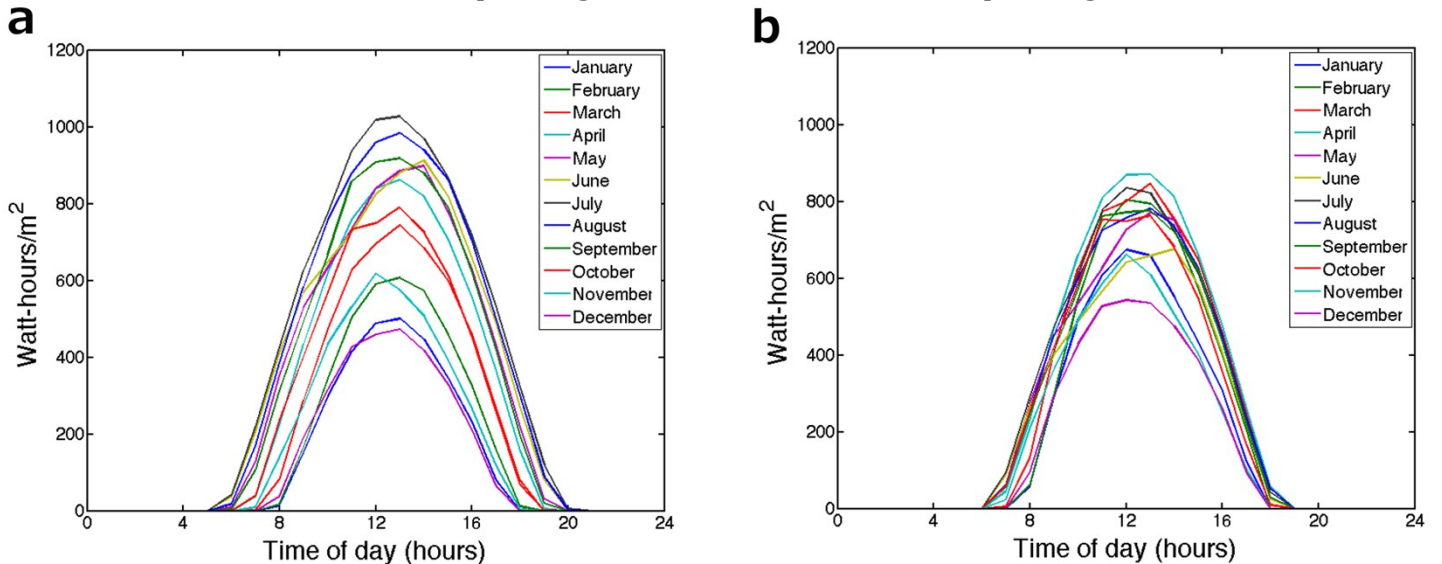 a
1200
1000
800
600
400
200
0
Watt-hours/m²
0 4 8 12 16 20 24
Time of day (hours)
January
February
March
April
May
June
July
August
September
October
November
December
b
1200
1000
800
600
400
200
0
Watt-hours/m²
0 4 8 12 16 20 24
Time of day (hours)
January
February
March
April
May
June
July
August
September
October
November
December